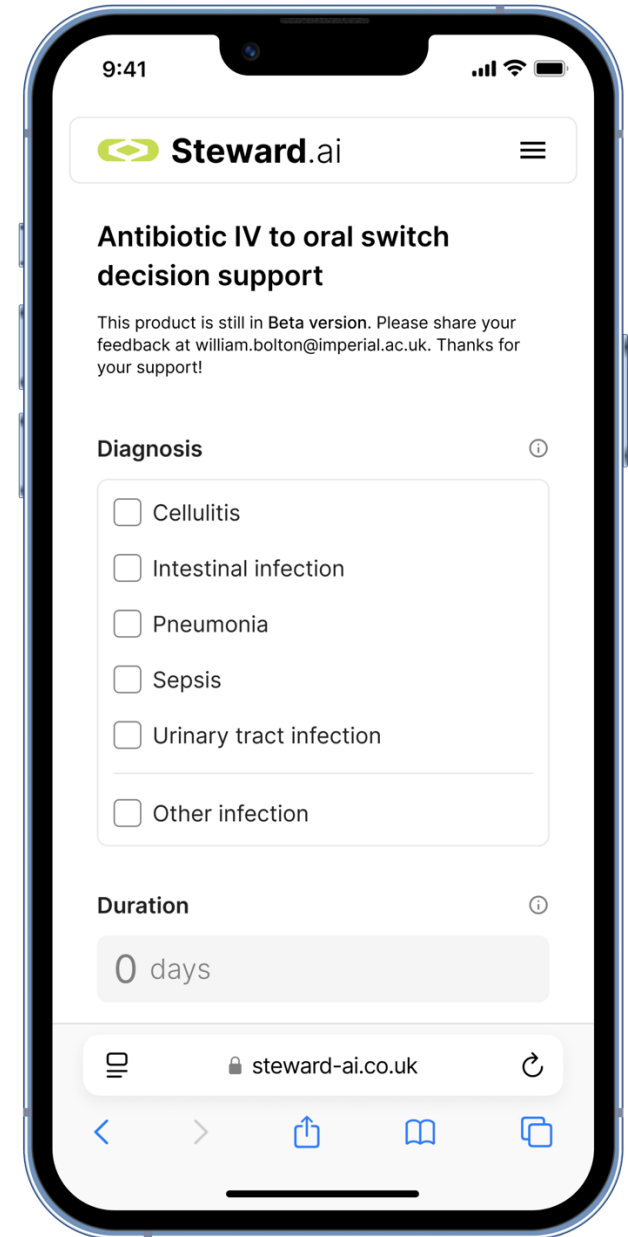 9:41
Steward.ai
Antibiotic IV to oral switch
decision support
This product is still in Beta version. Please share your
feedback at william.bolton@imperial.ac.uk. Thanks for
your support!
Diagnosis
Cellulitis
Intestinal infection
Pneumonia
Sepsis
Urinary tract infection
Other infection
Duration
0 days
steward-ai.co.uk